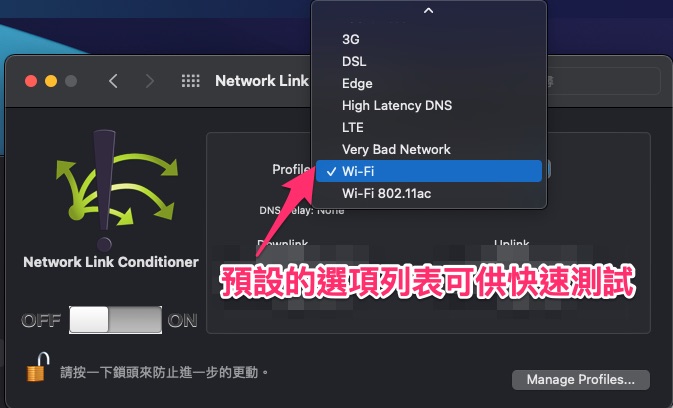 3G
DSL
Edge
High Latency DNS
LTE
Very Bad Network
✓ Wi-Fi
Wi-Fi 802.11ac
Network Link
尋
Profile
DNS Delay: None
Downlink
Uplink
預設的選項列表可供快速測試
Network Link Conditioner
OFF ON
請按一下鎖頭來防止進一步的更動。
Manage Profiles...